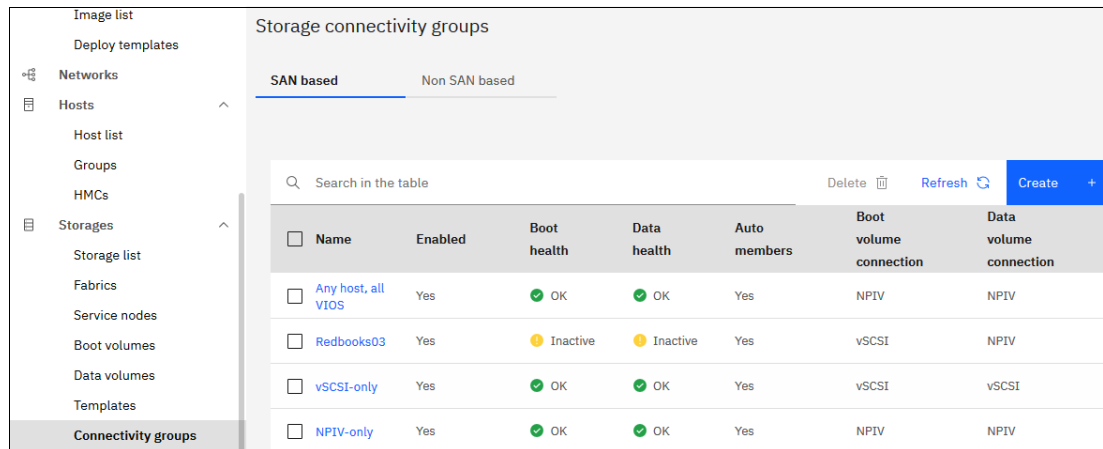 Image list
Deploy templates
Networks
Hosts
Host list
Groups
HMCs
Storages
Storage list
Fabrics
Service nodes
Boot volumes
Data volumes
Templates
Connectivity groups
Storage connectivity groups
SAN based Non SAN based
Search in the table Delete Refresh Create +
Name Enabled Boot health Data health Auto members Boot volume connection Data volume connection
Any host, all VIOS Yes OK OK Yes NPIV NPIV
Redbooks03 Yes Inactive Inactive Yes vSCSI NPIV
vSCSI-only Yes OK OK Yes vSCSI vSCSI
NPIV-only Yes OK OK Yes NPIV NPIV